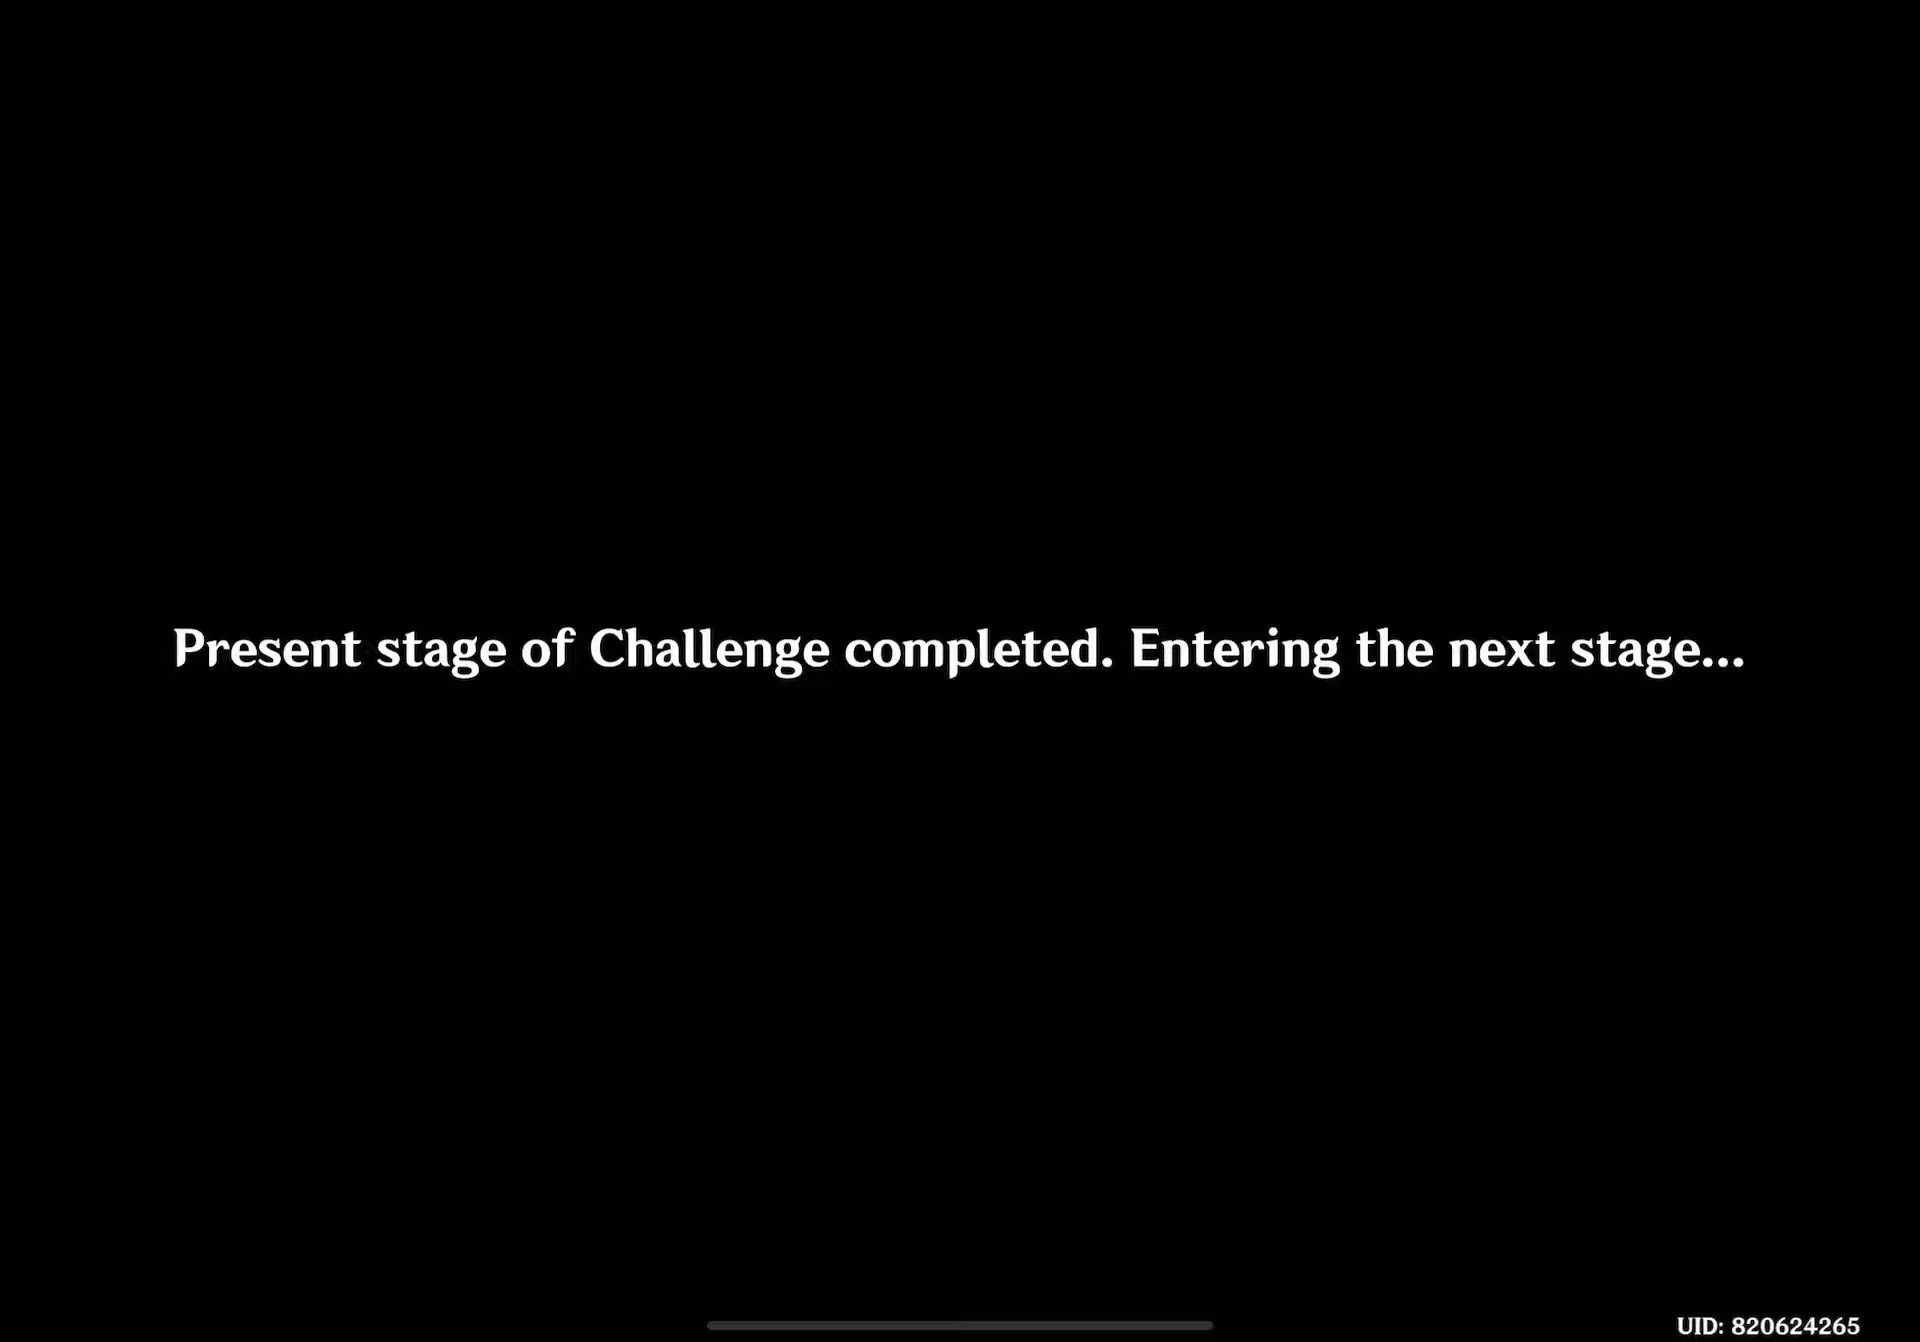 Present stage of Challenge completed. Entering the next stage...
UID: 820624265